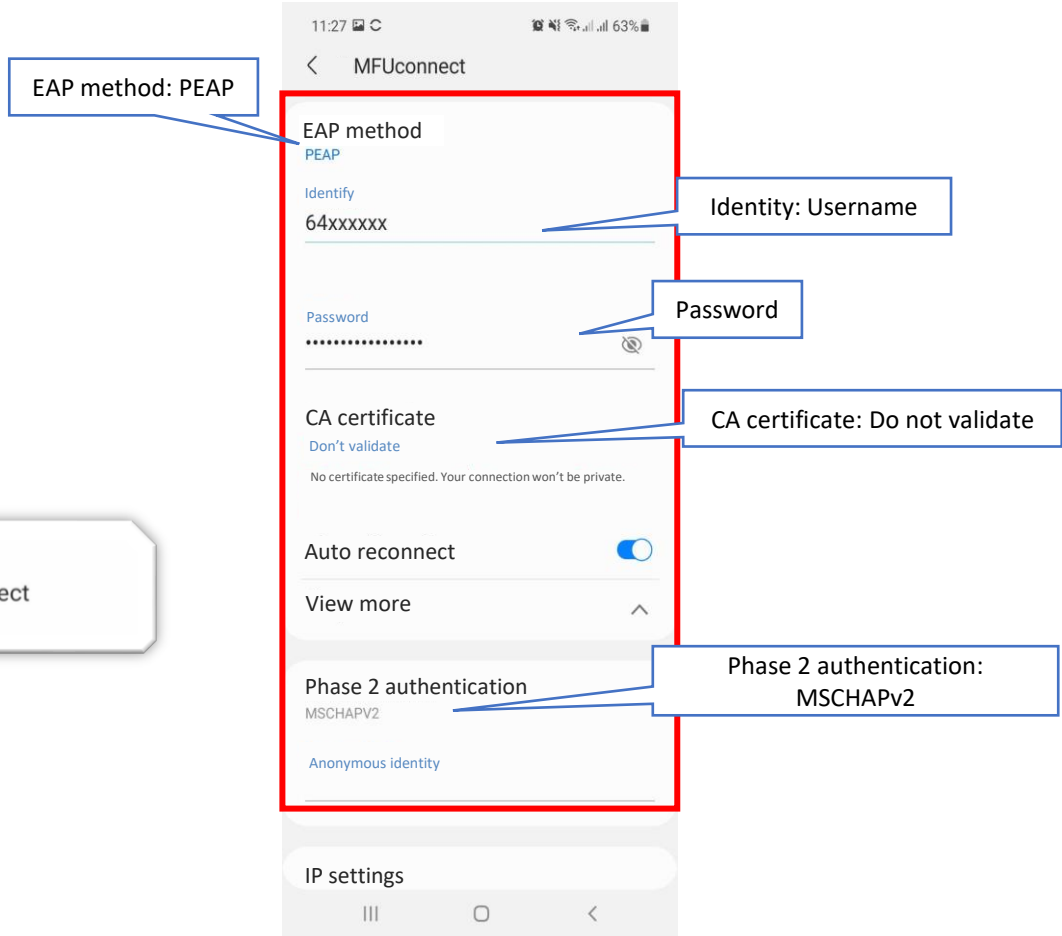 11:27 63%
MFUconnect
EAP method: PEAP
EAP method
PEAP
Identify
64xxxxxx
Identity: Username
Password
Password
•••••••••••••••••
CA certificate
Don't validate
CA certificate: Do not validate
No certificate specified. Your connection won't be private.
ect
Auto reconnect
View more
Phase 2 authentication
MSCHAPV2
Phase 2 authentication:
MSCHAPv2
Anonymous identity
IP settings